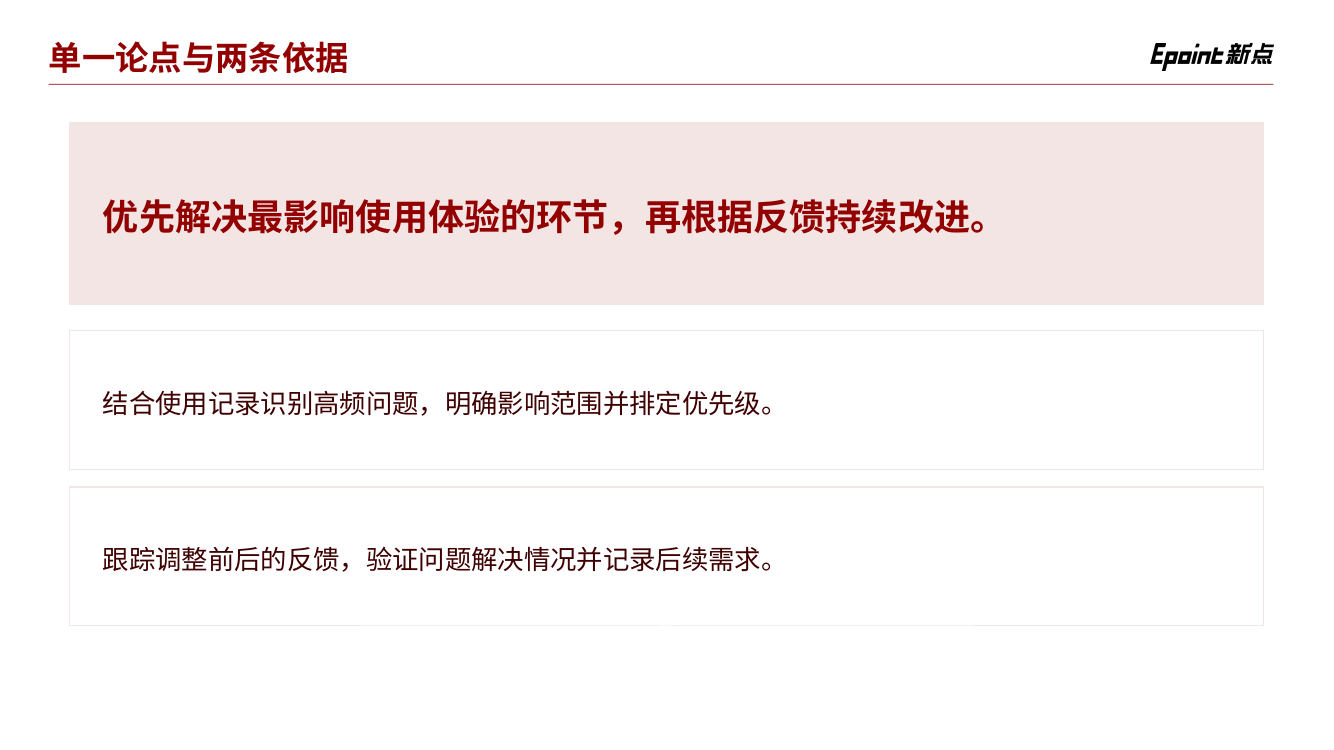 单一论点与两条依据
Epoint新点
优先解决最影响使用体验的环节，再根据反馈持续改进。
结合使用记录识别高频问题，明确影响范围并排定优先级。
跟踪调整前后的反馈，验证问题解决情况并记录后续需求。